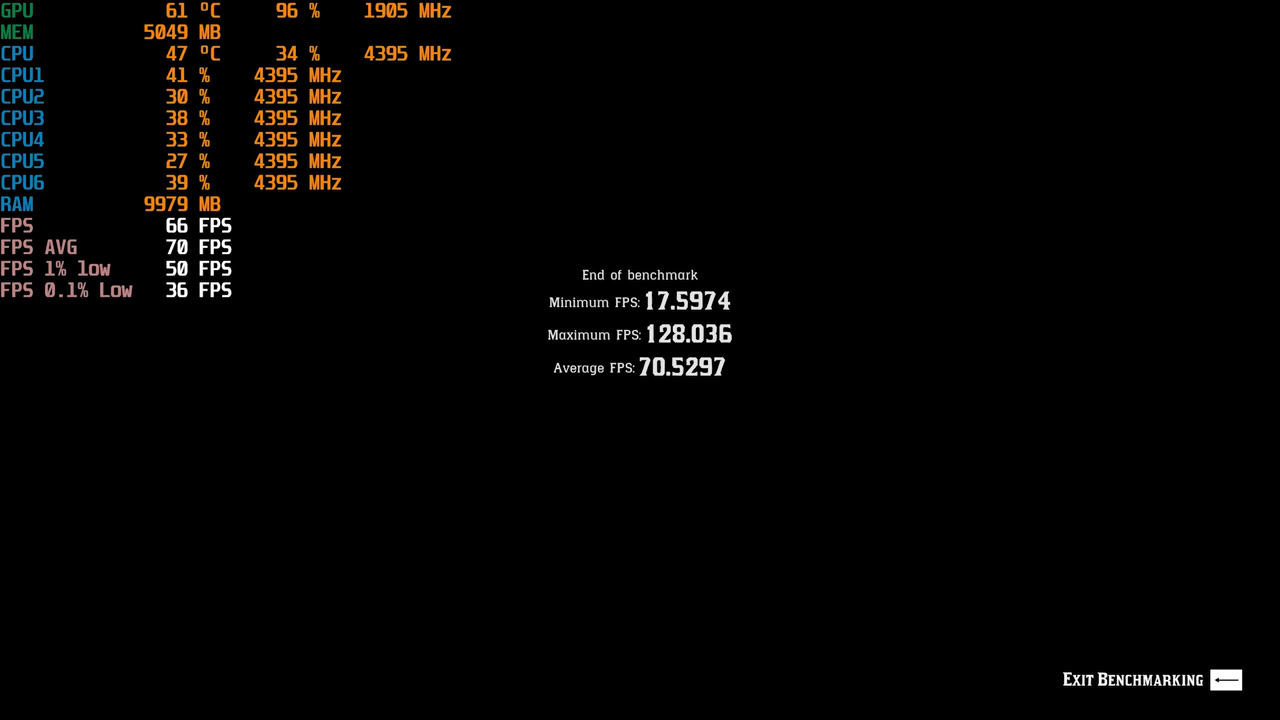 GPU 61 ºC 96 % 1905 MHz
MEM 5049 MB
CPU 47 ºC 34 % 4395 MHz
CPU1 41 % 4395 MHz
CPU2 30 % 4395 MHz
CPU3 38 % 4395 MHz
CPU4 33 % 4395 MHz
CPU5 27 % 4395 MHz
CPU6 39 % 4395 MHz
RAM 9979 MB
FPS 66 FPS
FPS AVG 70 FPS
FPS 1% low 50 FPS
FPS 0.1% Low 36 FPS
End of benchmark
Minimum FPS: 17.5974
Maximum FPS: 128.036
Average FPS: 70.5297
Exit Benchmarking